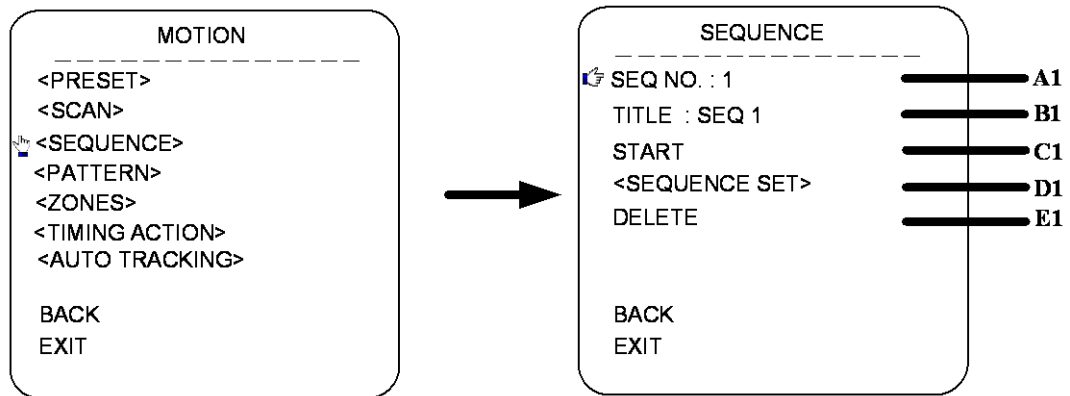 MOTION
<PRESET>
<SCAN>
<SEQUENCE>
<PATTERN>
<ZONES>
<TIMING ACTION>
<AUTO TRACKING>
BACK
EXIT
SEQUENCE
SEQ NO. : 1 A1
TITLE : SEQ 1 B1
START C1
<SEQUENCE SET> D1
DELETE E1
BACK
EXIT